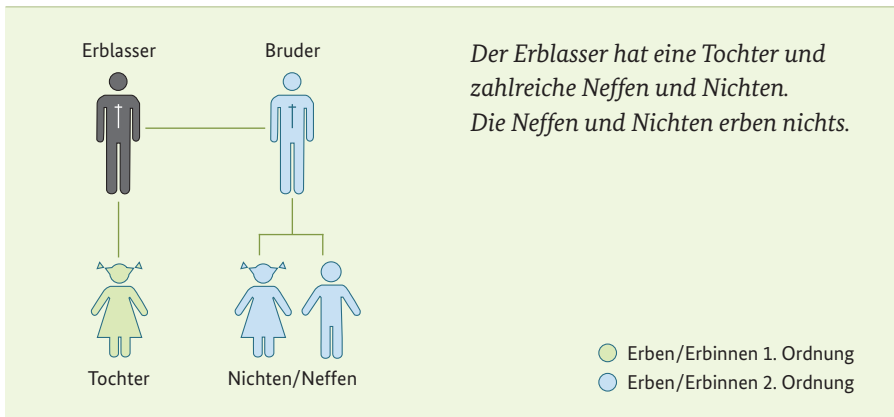 Erblasser
Bruder
Der Erblasser hat eine Tochter und
zahlreiche Neffen und Nichten.
Die Neffen und Nichten erben nichts.
Tochter
Nichten/Neffen
Erben/Erbinnen 1. Ordnung
Erben/Erbinnen 2. Ordnung